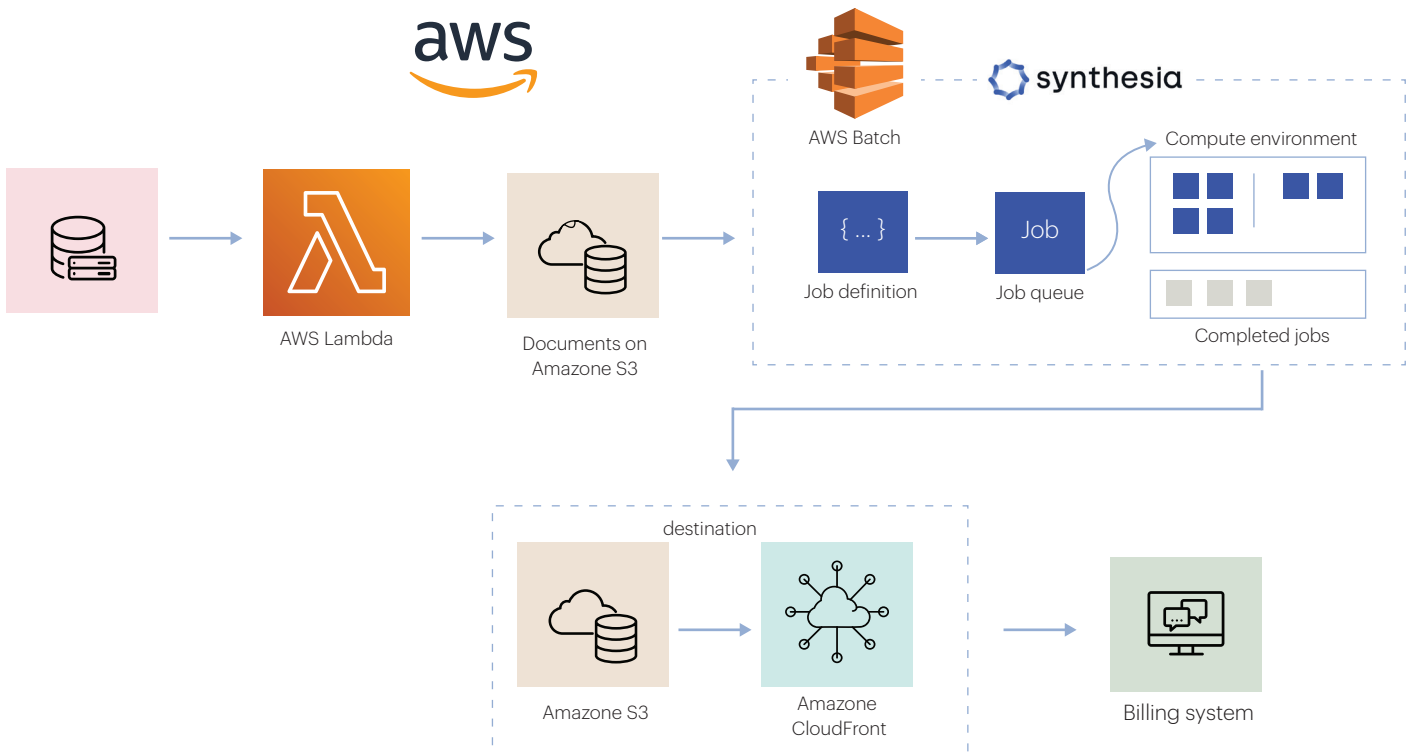 aws
synthesia
AWS Batch
Compute environment
{ ... }
Job
Job definition
Job queue
AWS Lambda
Documents on
Amazone S3
Completed jobs
destination
Amazone S3
Amazone
CloudFront
Billing system